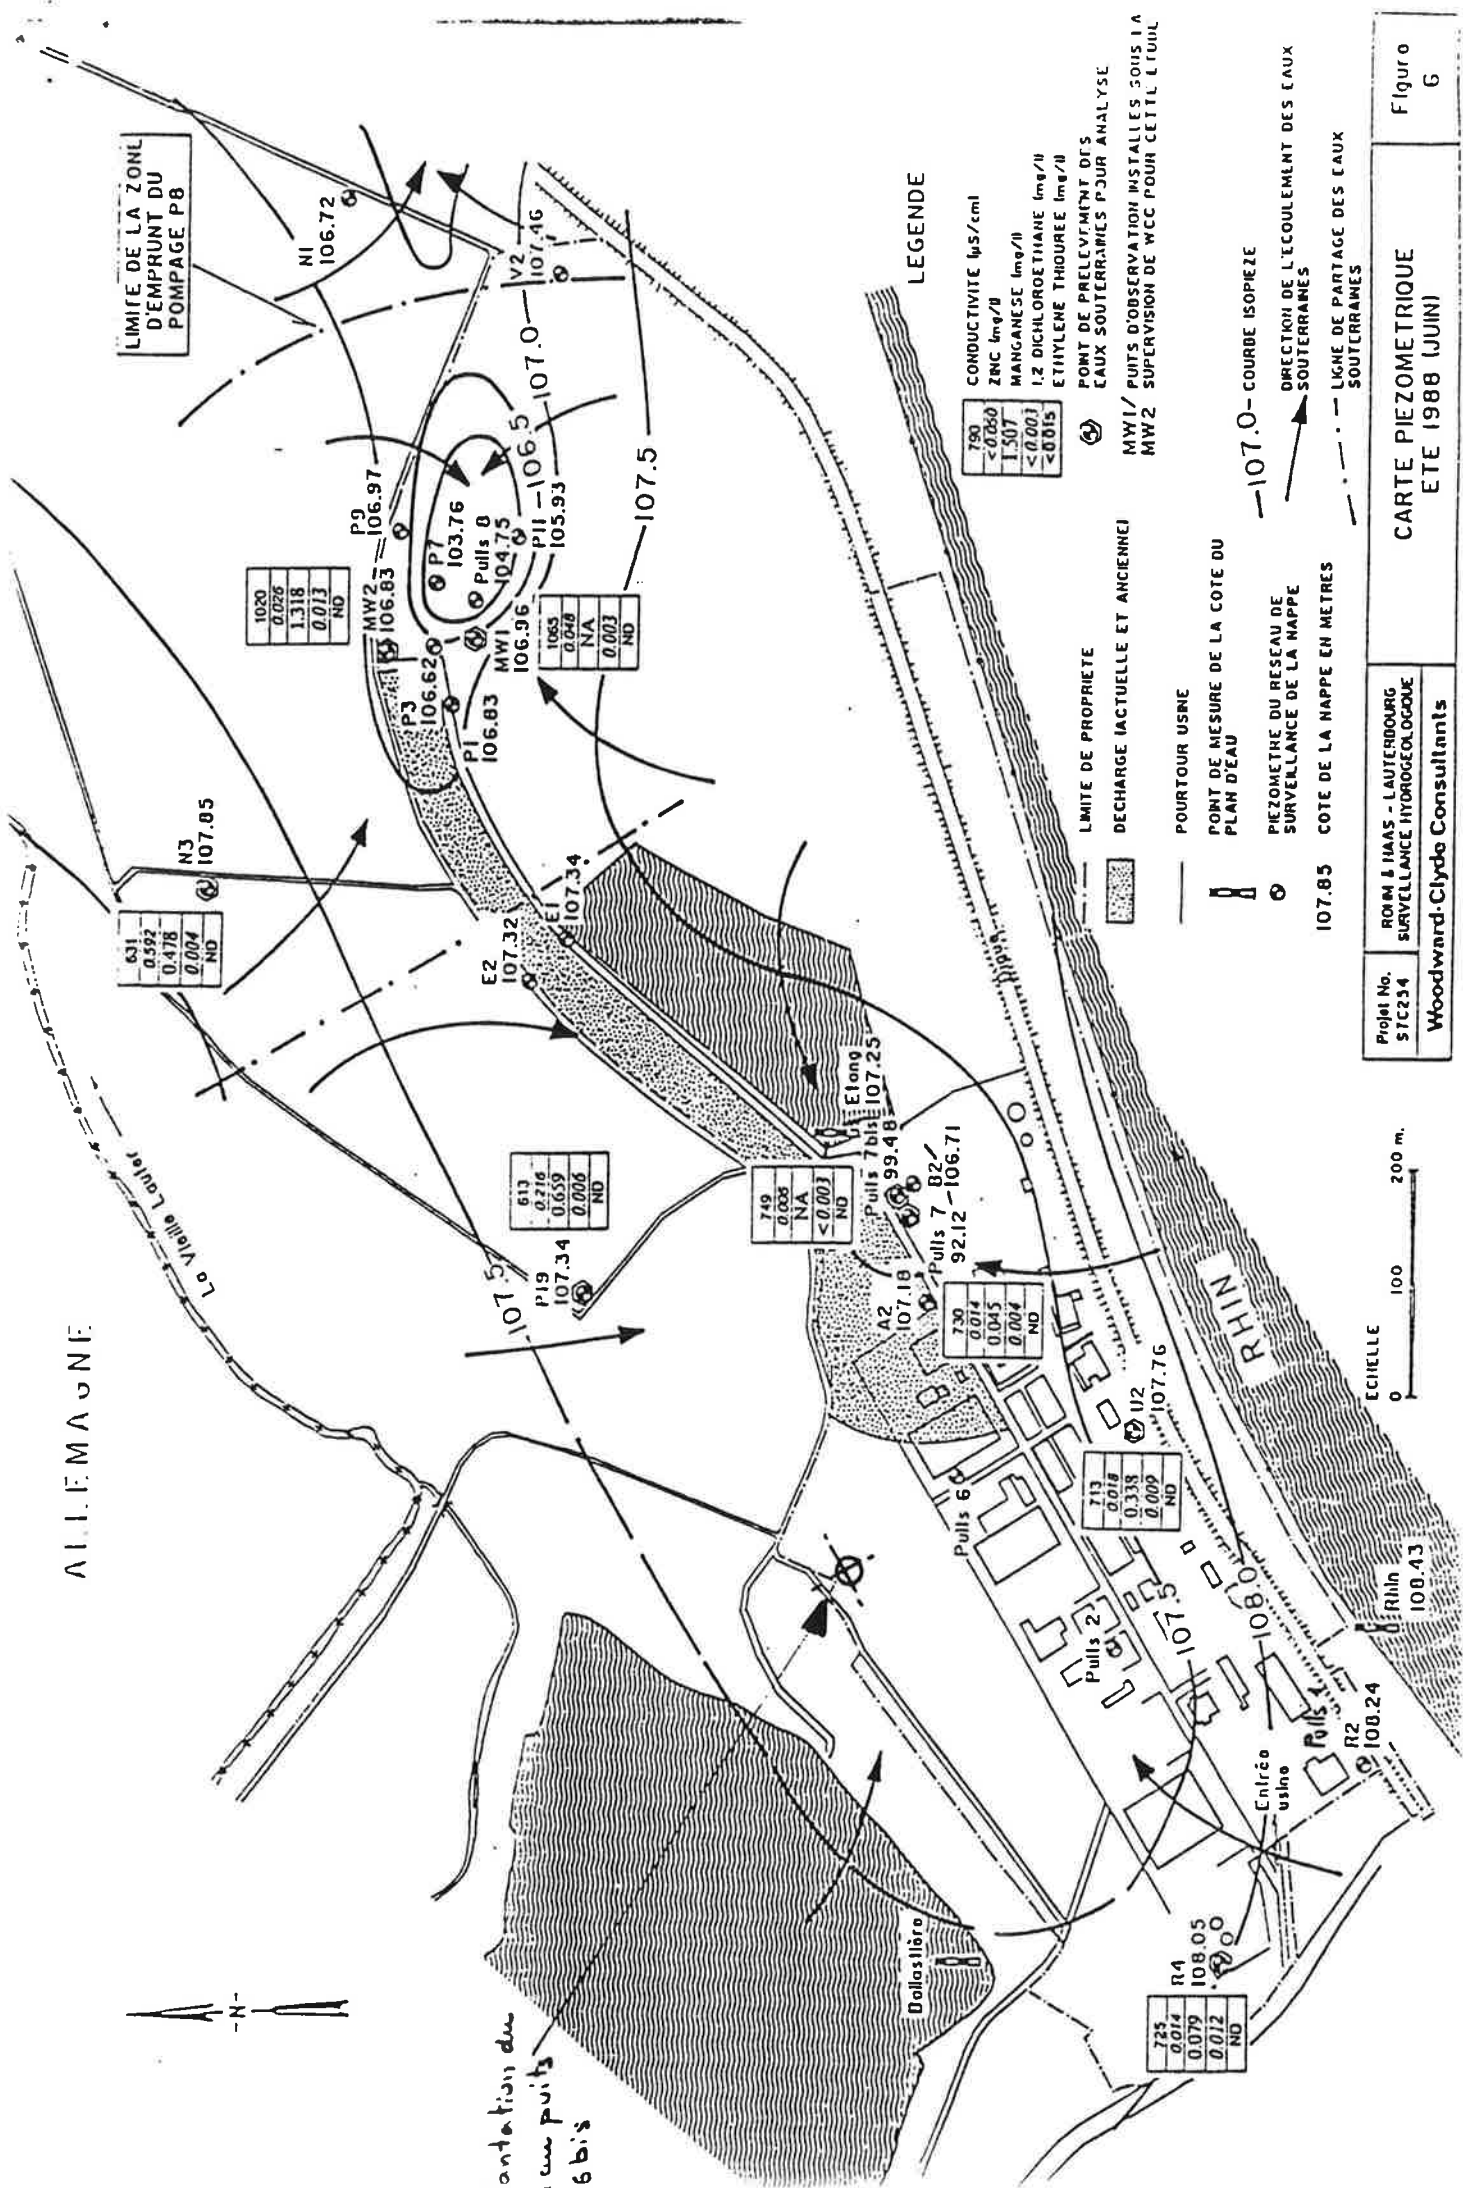 ALLEMAGNE
-N-
La Vieille Lauter
LIMITE DE LA ZONE
D'EMPRUNT DU
POMPAGE P8
N1
106.72
V2
107.46
N3
107.85
631
0.592
0.478
0.004
ND
1020
0.026
1.318
0.013
ND
MW2
106.83
P9
106.97
P7
103.76
Puits 8
104.75
P11
105.93
106.5
107.0
107.5
P3
106.62
P1
106.83
MW1
106.96
1065
0.048
NA
0.003
ND
E2
107.32
E1
107.34
613
0.216
0.659
0.006
ND
P19
107.34
107.5
749
0.006
NA
<0.003
ND
Etang
107.25
Puits 7bis
99.48
B2
106.71
Puits 7
92.12
A2
107.18
730
0.014
0.045
0.004
ND
Digue
Puits 6
U2
107.76
713
0.018
0.338
0.009
ND
Puits 2
107.5
108.0
RHIN
Rhin
108.43
R2
108.24
Puits 1
Entrée
usine
R4
108.05
725
0.014
0.079
0.012
ND
Ballastière
antation du
puits
6 bis
ECHELLE
0 100 200 m.
LEGENDE
790
<0.050
1.507
<0.003
<0.015
CONDUCTIVITE (µS/cm)
ZINC (mg/l)
MANGANESE (mg/l)
1,2 DICHLOROETHANE (mg/l)
ETHYLENE THIOUREE (mg/l)
POINT DE PRELEVEMENT DES
EAUX SOUTERRAINES POUR ANALYSE
MW1/ PUITS D'OBSERVATION INSTALLES SOUS LA
MW2 SUPERVISION DE WCC POUR CETTE ETUDE
LIMITE DE PROPRIETE
DECHARGE (ACTUELLE ET ANCIENNE)
POURTOUR USINE
POINT DE MESURE DE LA COTE DU
PLAN D'EAU
PIEZOMETRE DU RESEAU DE
SURVEILLANCE DE LA NAPPE
107.85 COTE DE LA NAPPE EN METRES
—107.0— COURBE ISOPIEZE
DIRECTION DE L'ECOULEMENT DES EAUX
SOUTERRAINES
LIGNE DE PARTAGE DES EAUX
SOUTERRAINES
Projet No.
57C254
ROHM & HAAS - LAUTERBOURG
SURVEILLANCE HYDROGEOLOGIQUE
Woodward-Clyde Consultants
CARTE PIEZOMETRIQUE
ETE 1988 (JUIN)
Figure
6